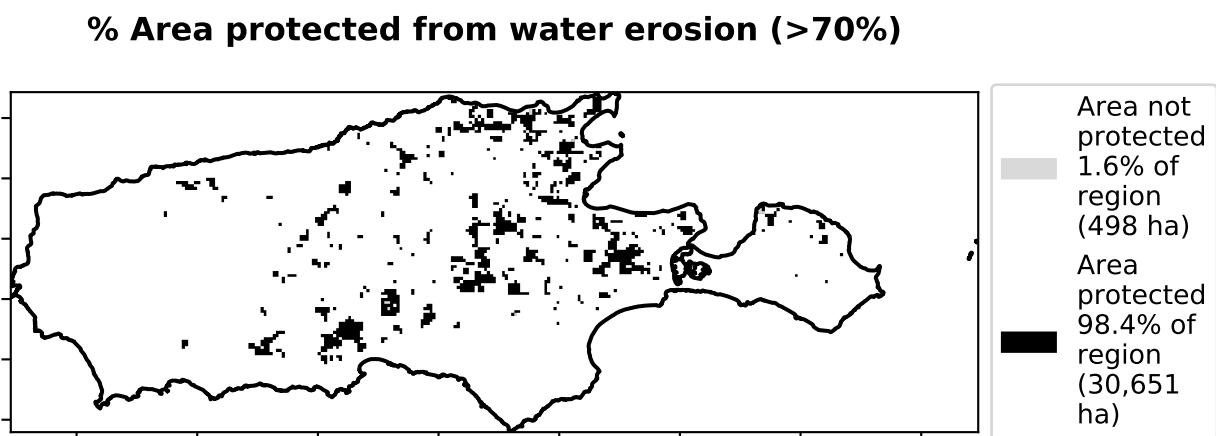 % Area protected from water erosion (>70%)
Area not
protected
1.6% of
region
(498 ha)
Area
protected
98.4% of
region
(30,651
ha)